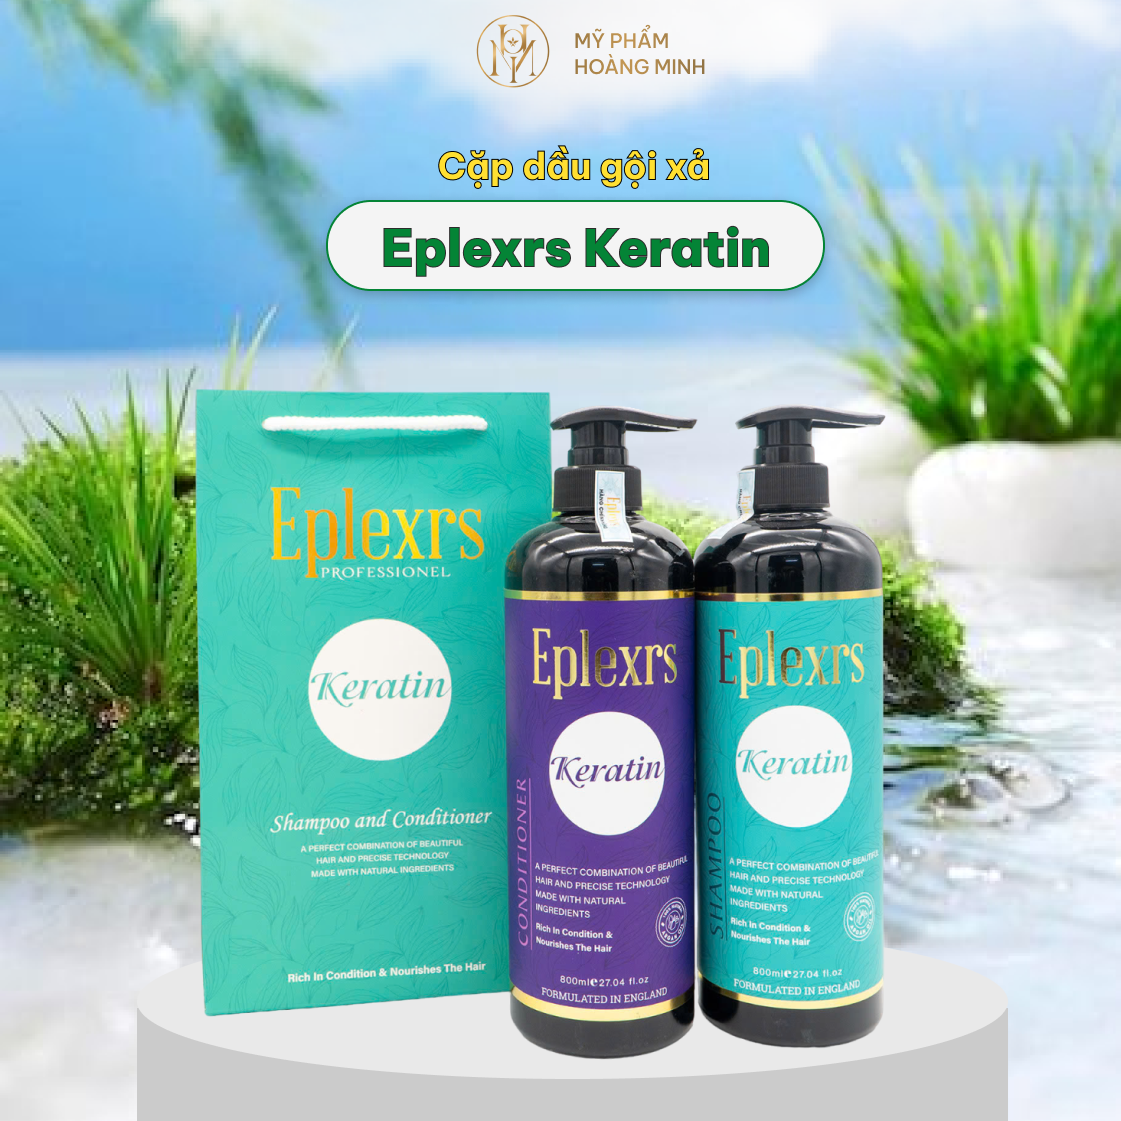 MỸ PHẨM
HOÀNG MINH
Cặp dầu gội xả
Eplexrs Keratin
Eplexrs
PROFESSIONEL
Keratin
Shampoo and Conditioner
A PERFECT COMBINATION OF BEAUTIFUL
HAIR AND PRECISE TECHNOLOGY
MADE WITH NATURAL INGREDIENTS
Rich In Condition & Nourishes The Hair
Eplexrs
Keratin
CONDITIONER
A PERFECT COMBINATION OF BEAUTIFUL
HAIR AND PRECISE TECHNOLOGY
MADE WITH NATURAL
INGREDIENTS
Rich In Condition &
Nourishes The Hair
800ml e 27.04 fl.oz
FORMULATED IN ENGLAND
Eplexrs
Keratin
SHAMPOO
A PERFECT COMBINATION OF BEAUTIFUL
HAIR AND PRECISE TECHNOLOGY
MADE WITH NATURAL
INGREDIENTS
Rich In Condition &
Nourishes The Hair
800ml e 27.04 fl.oz
FORMULATED IN ENGLAND